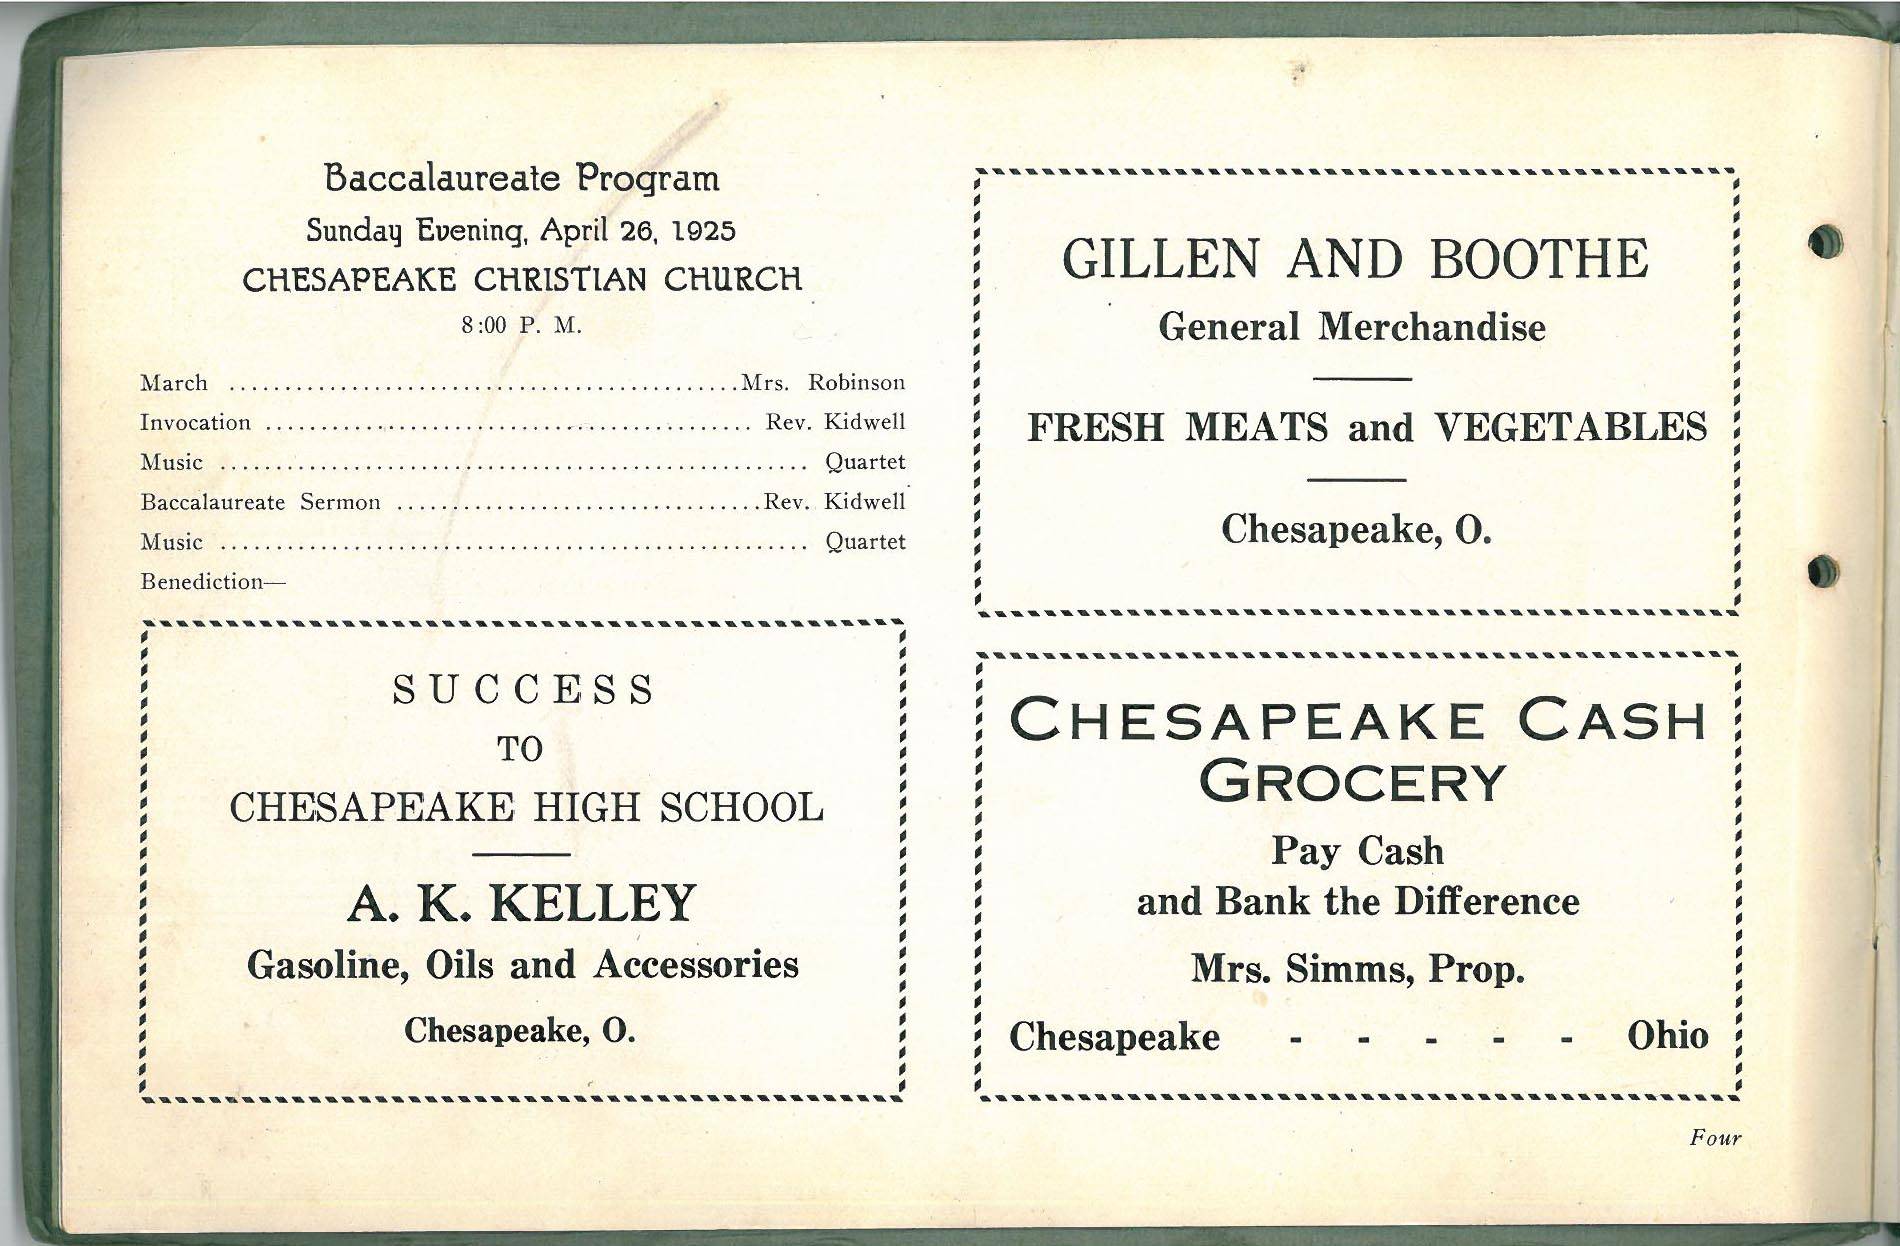 Baccalaureate Program
Sunday Evening, April 26, 1925
CHESAPEAKE CHRISTIAN CHURCH
8:00 P. M.
March ..............................................Mrs. Robinson
Invocation ............................................ Rev. Kidwell
Music ..................................................... Quartet
Baccalaureate Sermon .................................Rev. Kidwell
Music ..................................................... Quartet
Benediction—
SUCCESS
TO
CHESAPEAKE HIGH SCHOOL
A. K. KELLEY
Gasoline, Oils and Accessories
Chesapeake, O.
GILLEN AND BOOTHE
General Merchandise
FRESH MEATS and VEGETABLES
Chesapeake, O.
CHESAPEAKE CASH
GROCERY
Pay Cash
and Bank the Difference
Mrs. Simms, Prop.
Chesapeake - - - - - Ohio
Four